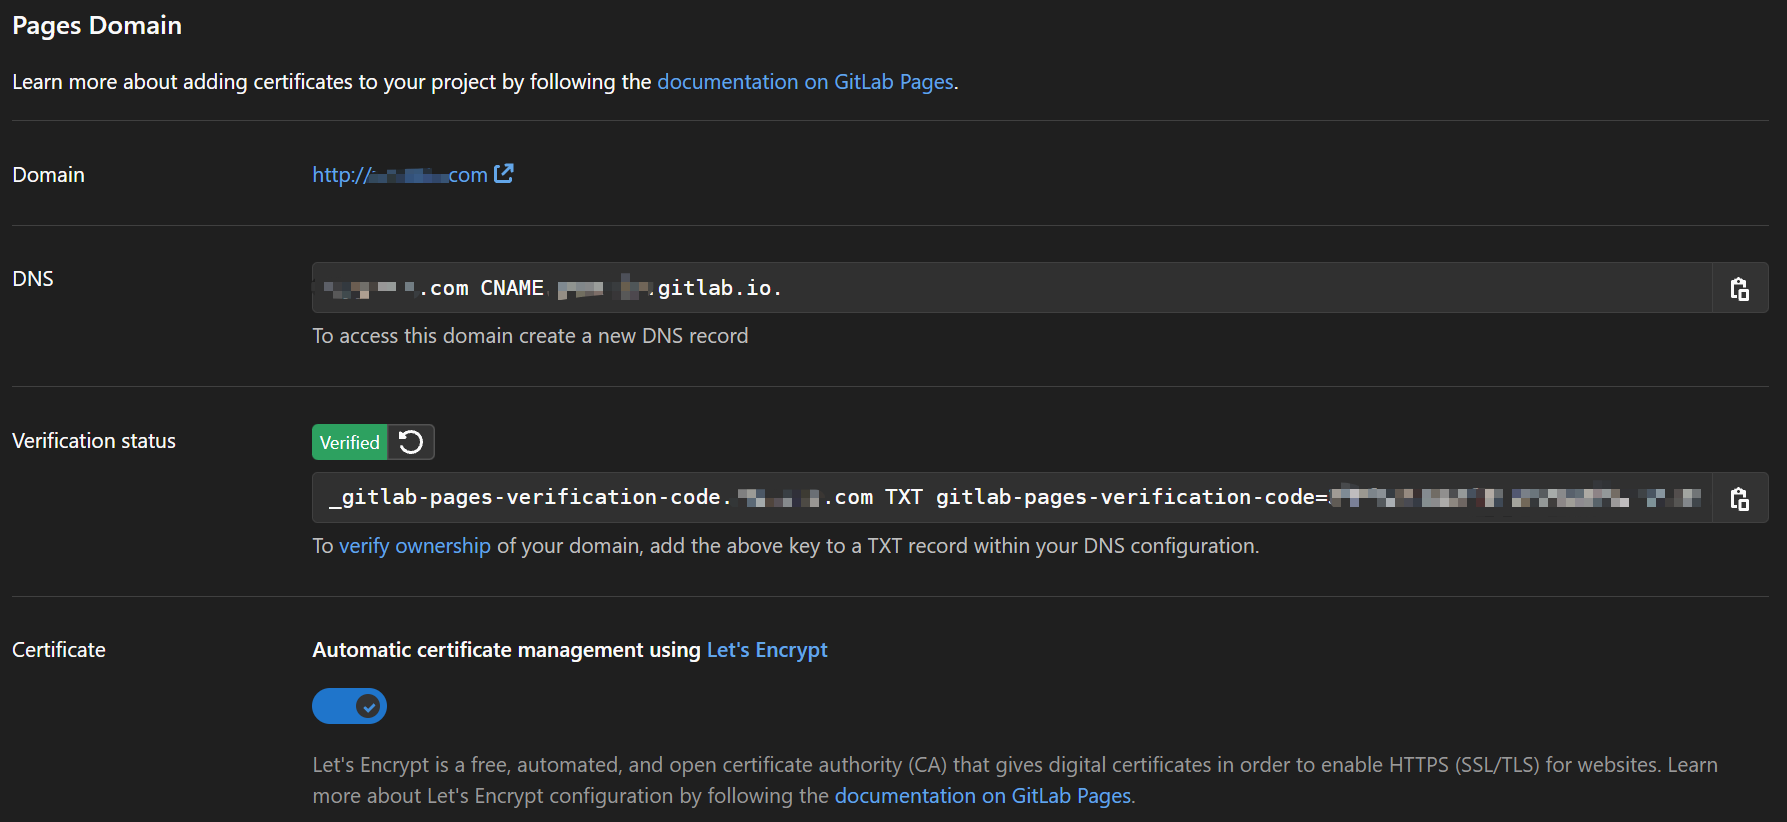 Pages Domain
Learn more about adding certificates to your project by following the documentation on GitLab Pages.
Domain
http:// com
DNS
.com CNAME .gitlab.io.
To access this domain create a new DNS record
Verification status
Verified
_gitlab-pages-verification-code. .com TXT gitlab-pages-verification-code=
To verify ownership of your domain, add the above key to a TXT record within your DNS configuration.
Certificate
Automatic certificate management using Let's Encrypt
Let's Encrypt is a free, automated, and open certificate authority (CA) that gives digital certificates in order to enable HTTPS (SSL/TLS) for websites. Learn
more about Let's Encrypt configuration by following the documentation on GitLab Pages.